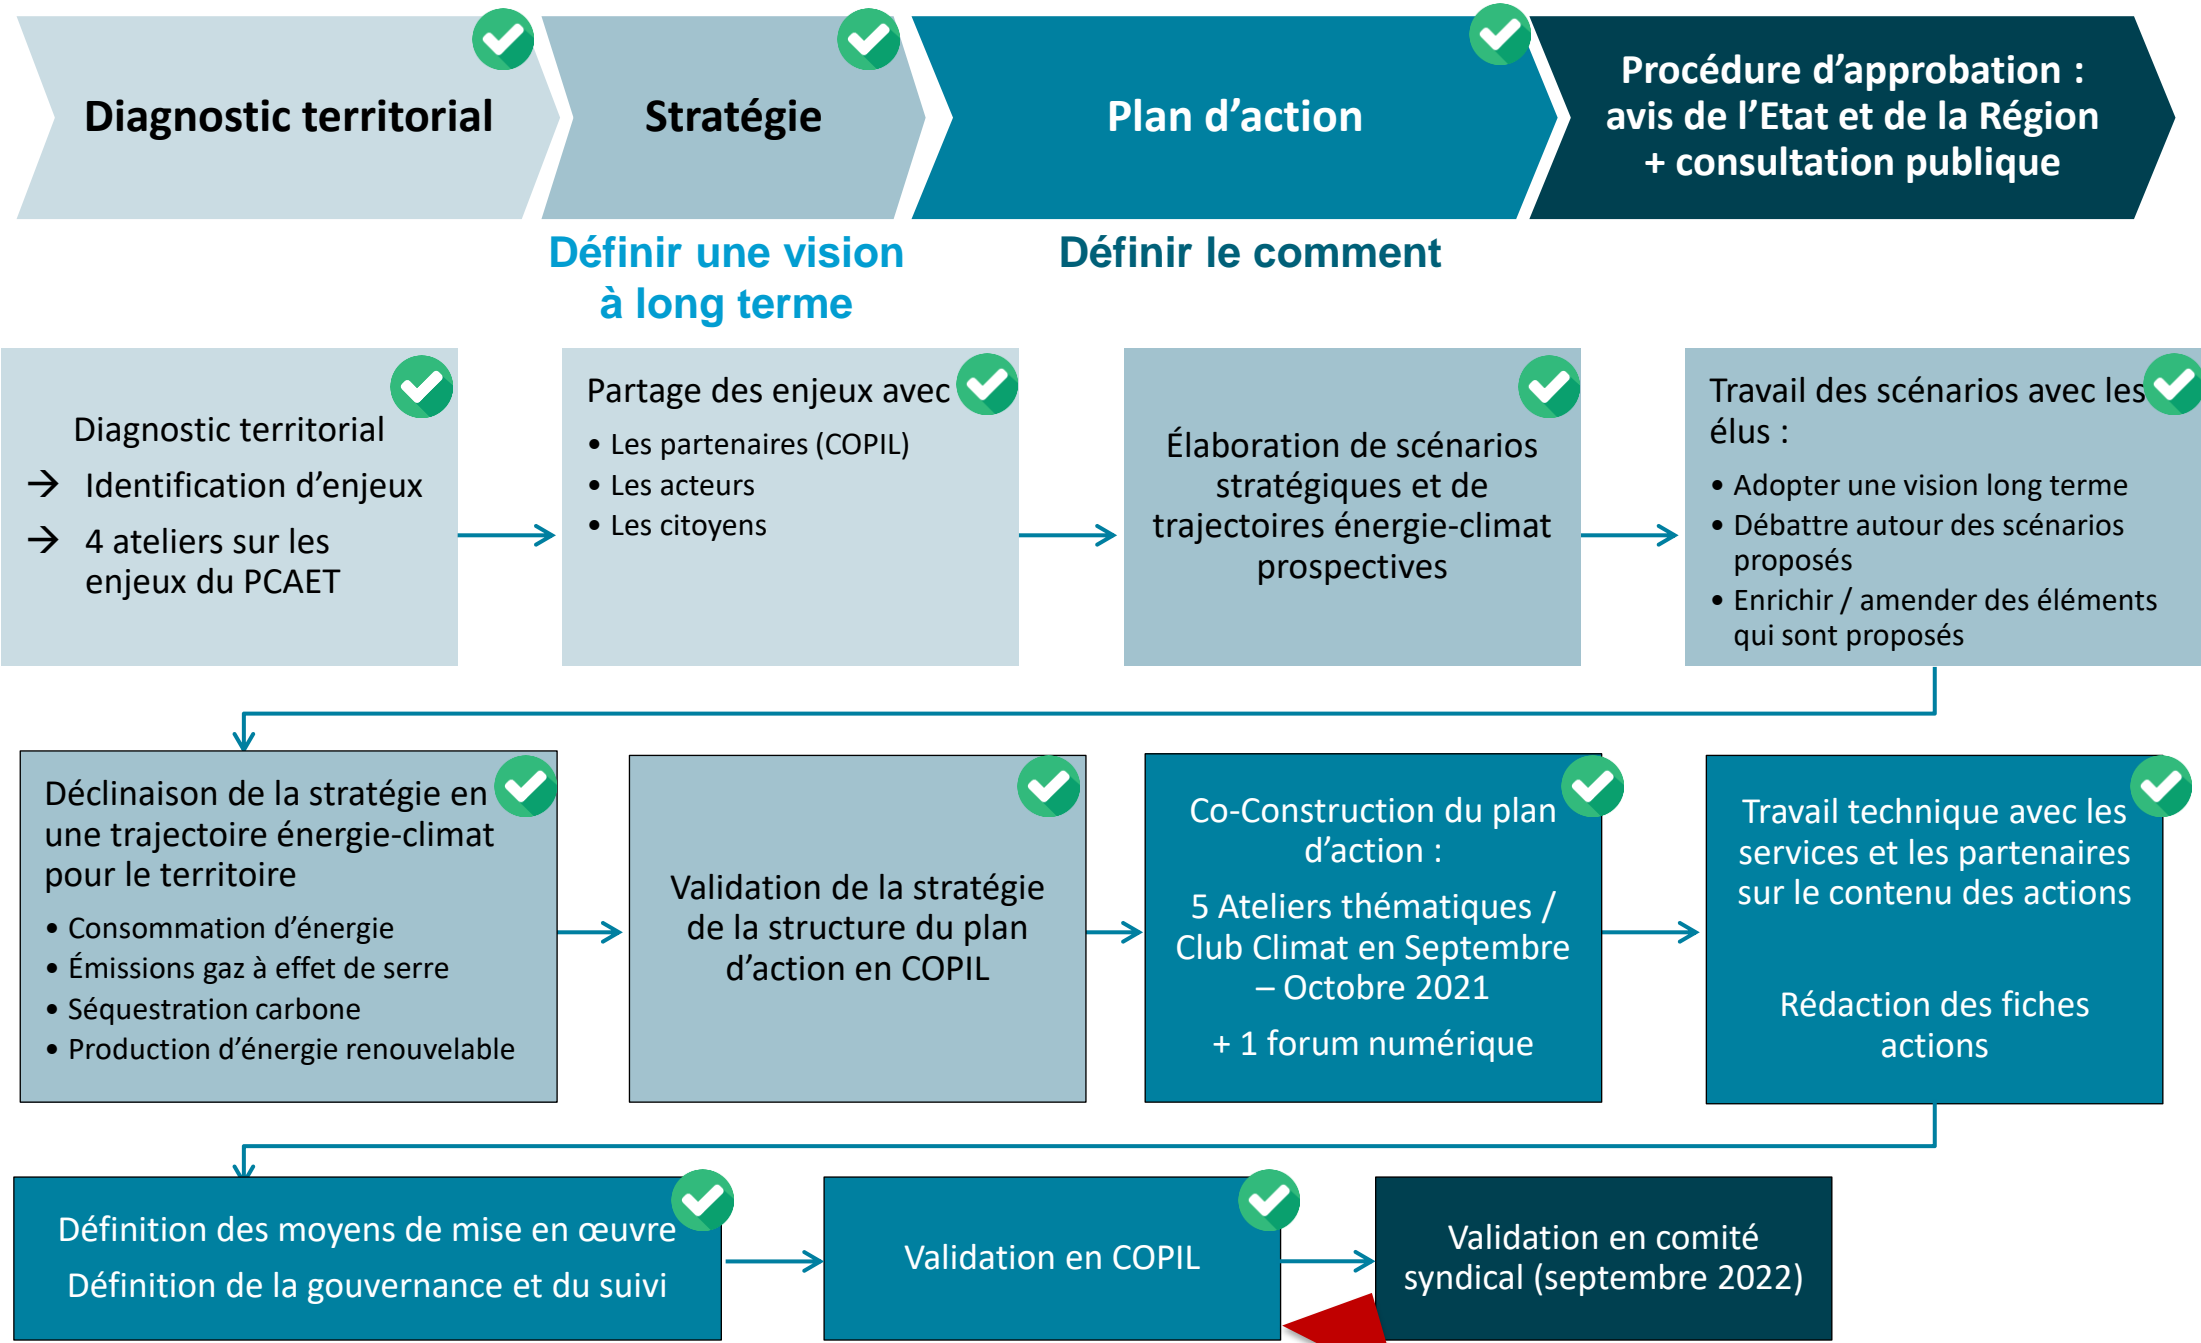 Diagnostic territorial
Stratégie
Plan d’action
Procédure d’approbation :
avis de l’Etat et de la Région
+ consultation publique
Définir une vision
à long terme
Définir le comment
Diagnostic territorial
→ Identification d’enjeux
→ 4 ateliers sur les
enjeux du PCAET
Partage des enjeux avec
• Les partenaires (COPIL)
• Les acteurs
• Les citoyens
Élaboration de scénarios
stratégiques et de
trajectoires énergie-climat
prospectives
Travail des scénarios avec les
élus :
• Adopter une vision long terme
• Débattre autour des scénarios
proposés
• Enrichir / amender des éléments
qui sont proposés
Déclinaison de la stratégie en
une trajectoire énergie-climat
pour le territoire
• Consommation d’énergie
• Émissions gaz à effet de serre
• Séquestration carbone
• Production d’énergie renouvelable
Validation de la stratégie
de la structure du plan
d’action en COPIL
Co-Construction du plan
d’action :
5 Ateliers thématiques /
Club Climat en Septembre
– Octobre 2021
+ 1 forum numérique
Travail technique avec les
services et les partenaires
sur le contenu des actions
Rédaction des fiches
actions
Définition des moyens de mise en œuvre
Définition de la gouvernance et du suivi
Validation en COPIL
Validation en comité
syndical (septembre 2022)